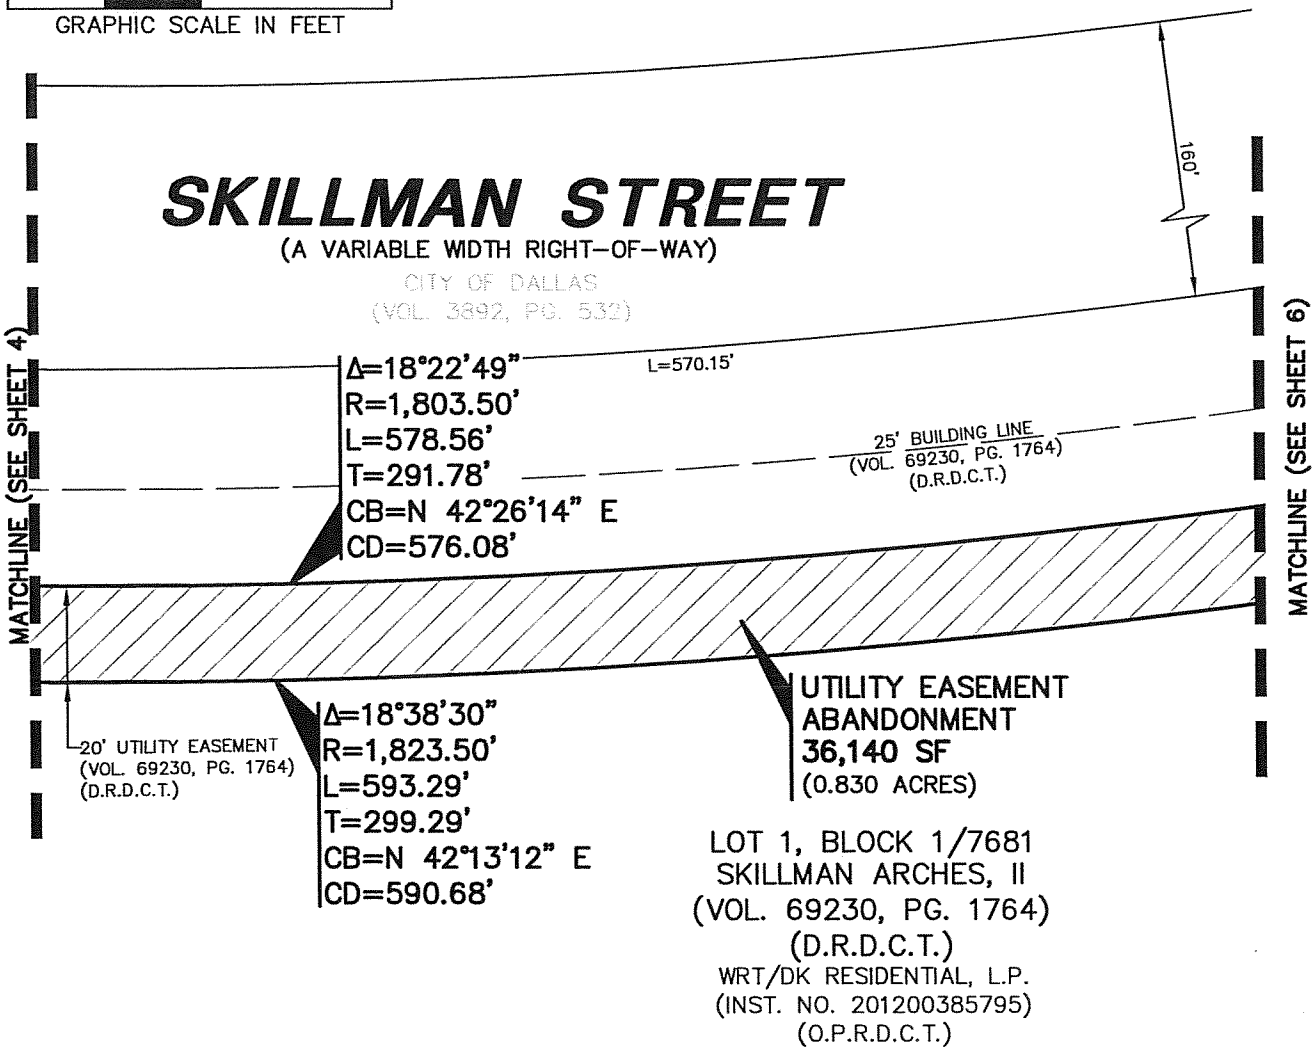 GRAPHIC SCALE IN FEET
160'
SKILLMAN STREET
(A VARIABLE WIDTH RIGHT-OF-WAY)
CITY OF DALLAS
(VOL. 3892, PG. 532)
MATCHLINE (SEE SHEET 4)
MATCHLINE (SEE SHEET 6)
L=570.15'
Δ=18°22'49"
R=1,803.50'
L=578.56'
T=291.78'
CB=N 42°26'14" E
CD=576.08'
25' BUILDING LINE
(VOL. 69230, PG. 1764)
(D.R.D.C.T.)
20' UTILITY EASEMENT
(VOL. 69230, PG. 1764)
(D.R.D.C.T.)
Δ=18°38'30"
R=1,823.50'
L=593.29'
T=299.29'
CB=N 42°13'12" E
CD=590.68'
UTILITY EASEMENT
ABANDONMENT
36,140 SF
(0.830 ACRES)
LOT 1, BLOCK 1/7681
SKILLMAN ARCHES, II
(VOL. 69230, PG. 1764)
(D.R.D.C.T.)
WRT/DK RESIDENTIAL, L.P.
(INST. NO. 201200385795)
(O.P.R.D.C.T.)